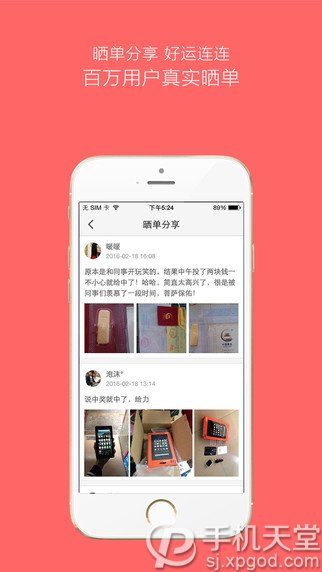 晒单分享 好运连连
百万用户真实晒单
无 SIM 卡
下午5:24
89%
晒单分享
暖暖
2016-02-18 18:08
原本是和同事开玩笑的，结果中午投了两块钱一
不小心就给中了！哈哈，简直太高兴了，很是被
同事们羡慕了一段时间，菩萨保佑！
泡沫°
2016-02-18 13:14
说中奖就中了，给力
手机天堂
sj.xpgod.com